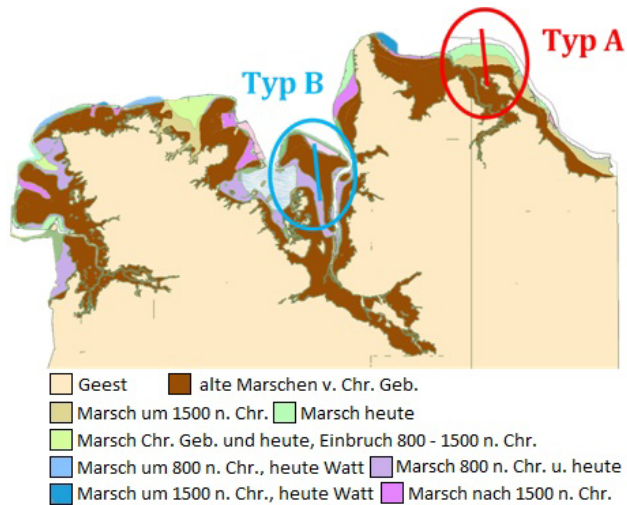 Typ A
Typ B
Geest alte Marschen v. Chr. Geb.
Marsch um 1500 n. Chr. Marsch heute
Marsch Chr. Geb. und heute, Einbruch 800 - 1500 n. Chr.
Marsch um 800 n. Chr., heute Watt Marsch 800 n. Chr. u. heute
Marsch um 1500 n. Chr., heute Watt Marsch nach 1500 n. Chr.